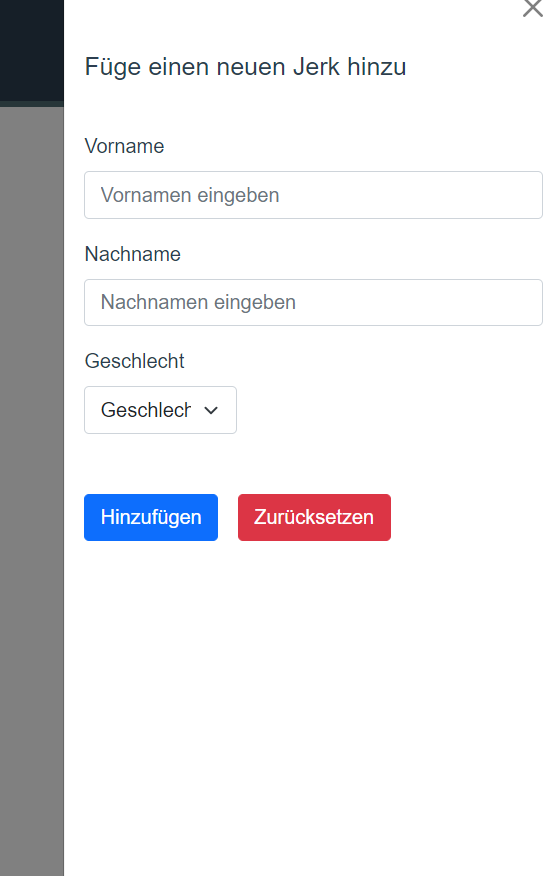 Füge einen neuen Jerk hinzu
Vorname
Vornamen eingeben
Nachname
Nachnamen eingeben
Geschlecht
Geschlech
Hinzufügen Zurücksetzen